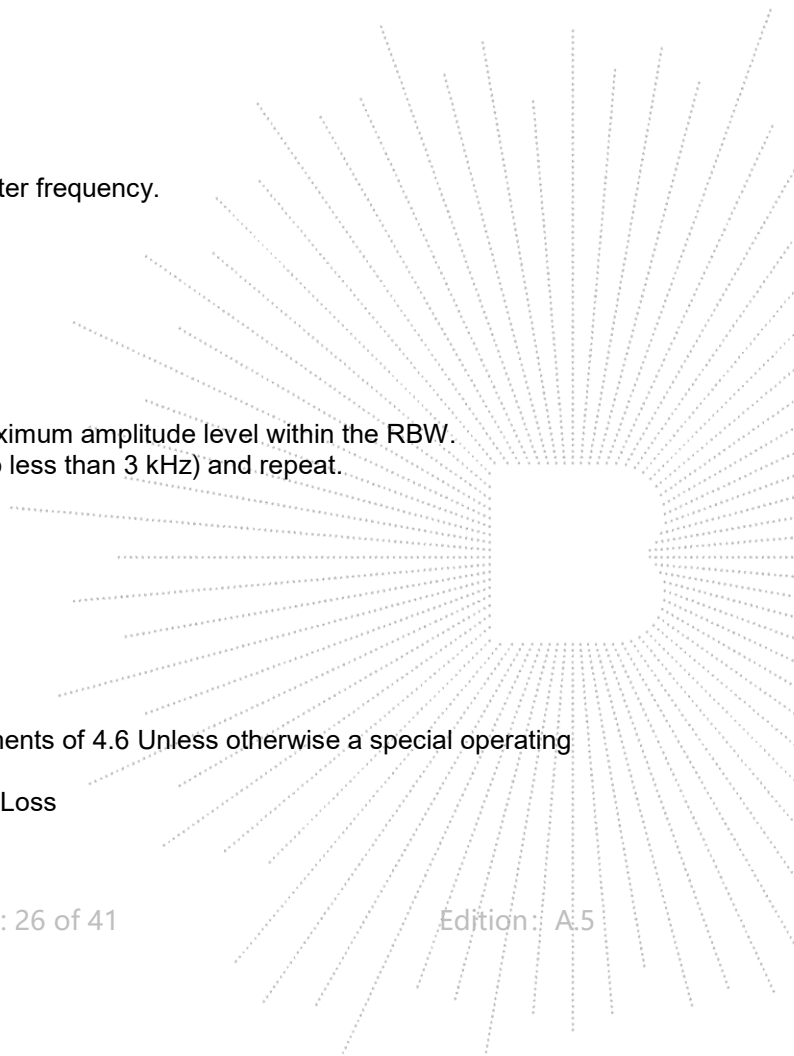 ter frequency.
ximum amplitude level within the RBW.
o less than 3 kHz) and repeat.
nents of 4.6 Unless otherwise a special operating
Loss
: 26 of 41 Edition: A.5